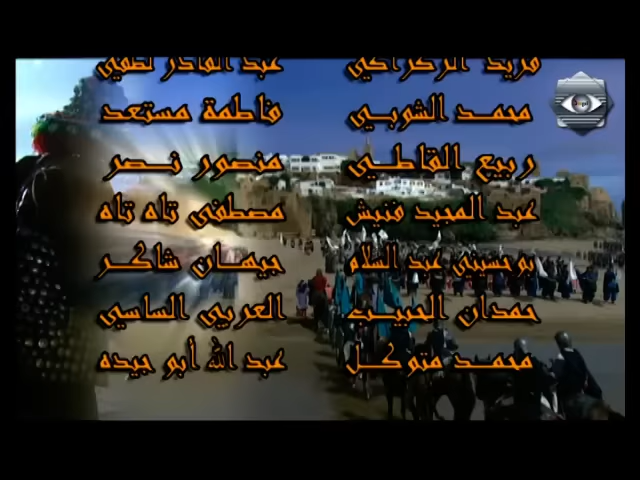 فريد الركراكي عبد القادر لطفي
محمد الشوبي فاطمة مستعد
ربيع القاطي منصور نصر
عبد المجيد فنيش مصطفى تاه تاه
بوحسيني عبد السلام جيهان شاكر
حمدان الحبيب العربي الساسي
محمد متوكل عبد الله أبو جيده